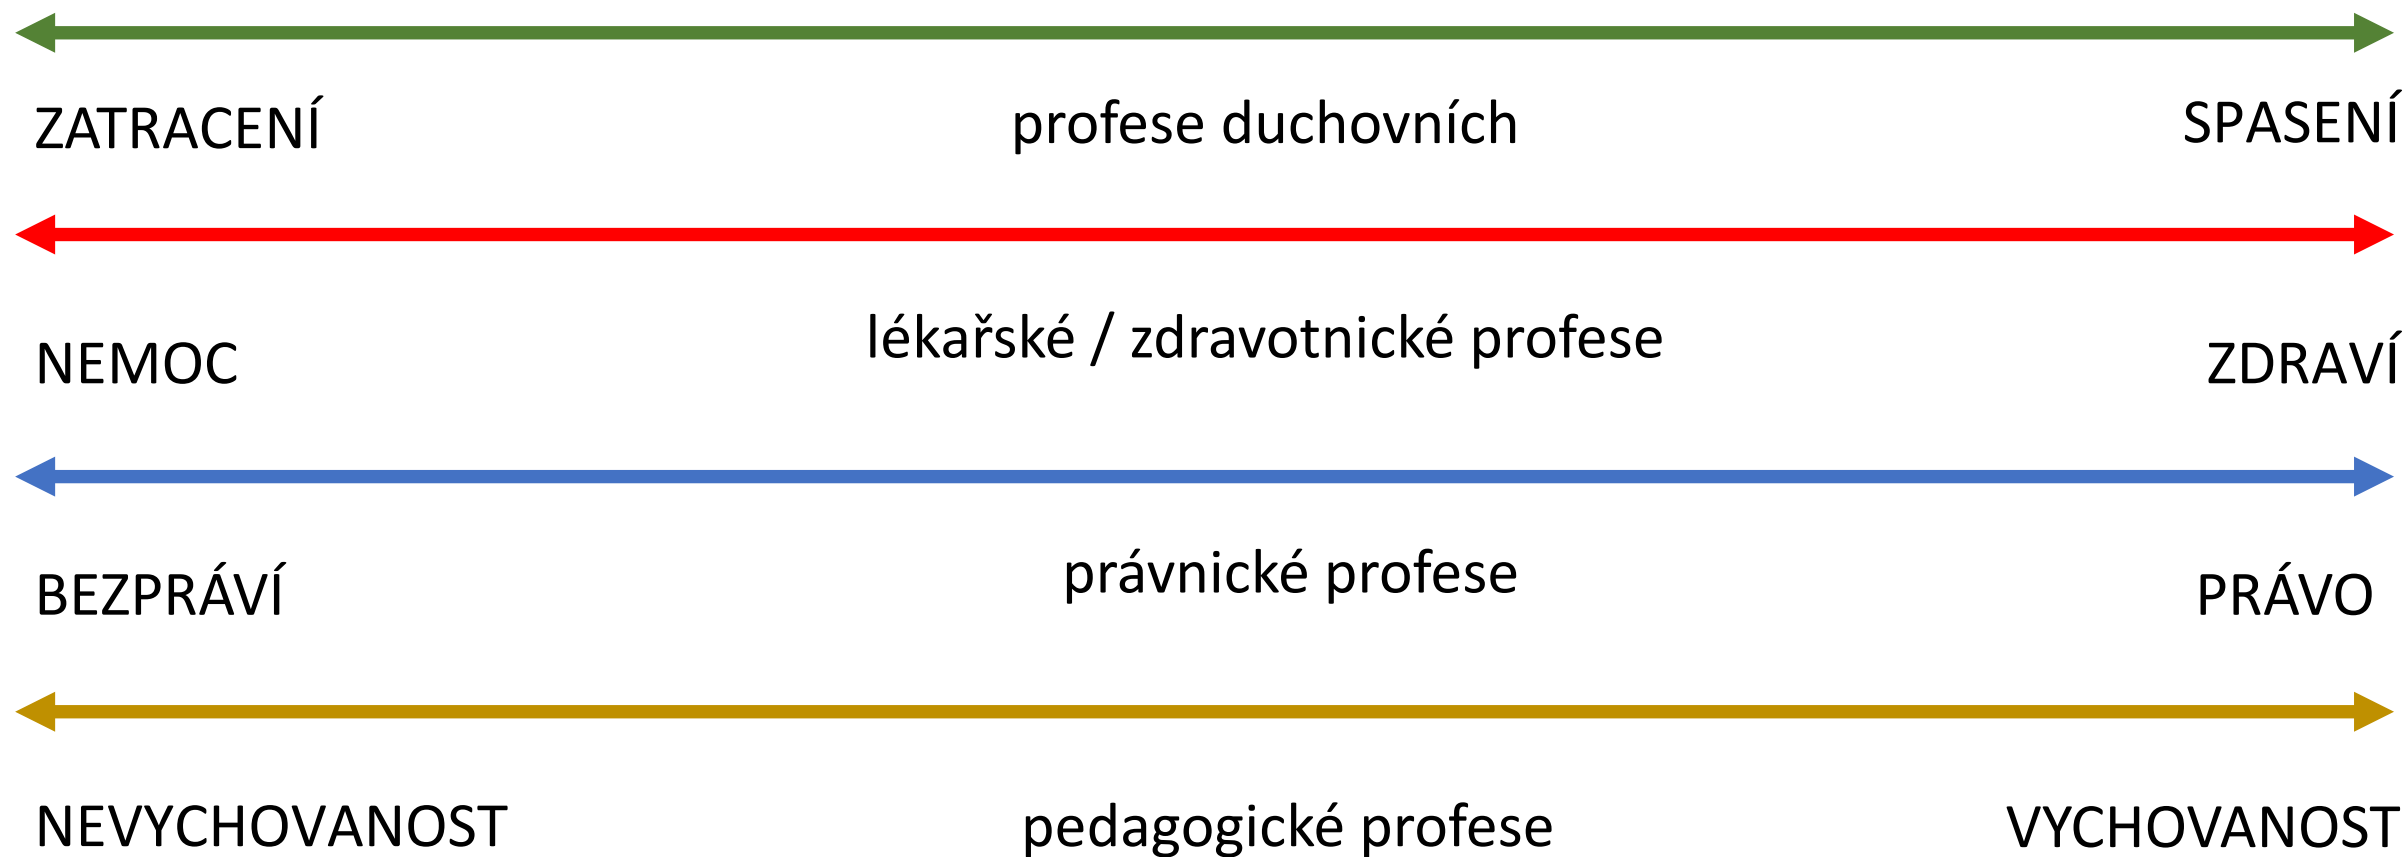 ZATRACENÍ profese duchovních SPASENÍ
NEMOC lékařské / zdravotnické profese ZDRAVÍ
BEZPRÁVÍ právnické profese PRÁVO
NEVYCHOVANOST pedagogické profese VYCHOVANOST